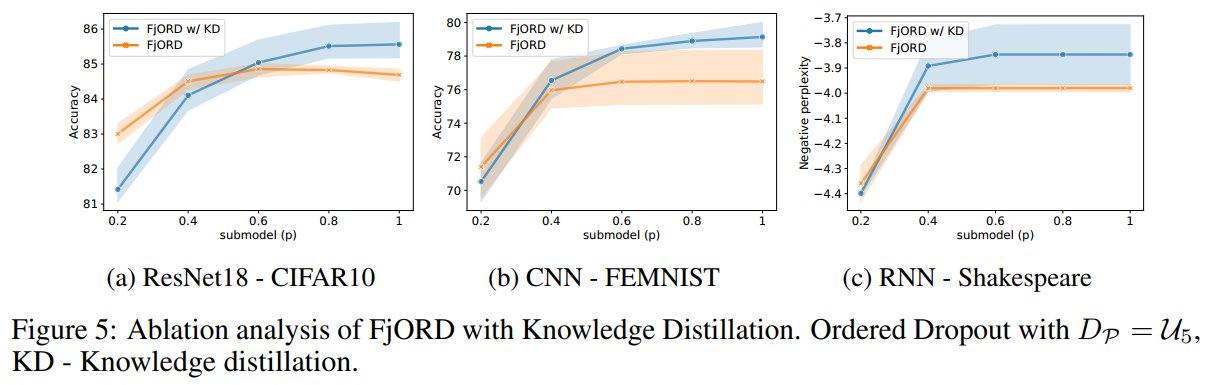 FjORD w/ KD
FjORD
86
85
84
83
82
81
Accuracy
0.2 0.4 0.6 0.8 1
submodel (p)
(a) ResNet18 - CIFAR10
FjORD w/ KD
FjORD
80
78
76
74
72
70
Accuracy
0.2 0.4 0.6 0.8 1
submodel (p)
(b) CNN - FEMNIST
FjORD w/ KD
FjORD
−3.7
−3.8
−3.9
−4.0
−4.1
−4.2
−4.3
−4.4
Negative perplexity
0.2 0.4 0.6 0.8 1
submodel (p)
(c) RNN - Shakespeare
Figure 5: Ablation analysis of FjORD with Knowledge Distillation. Ordered Dropout with $D_{\mathcal{P}} = \mathcal{U}_5$,
KD - Knowledge distillation.